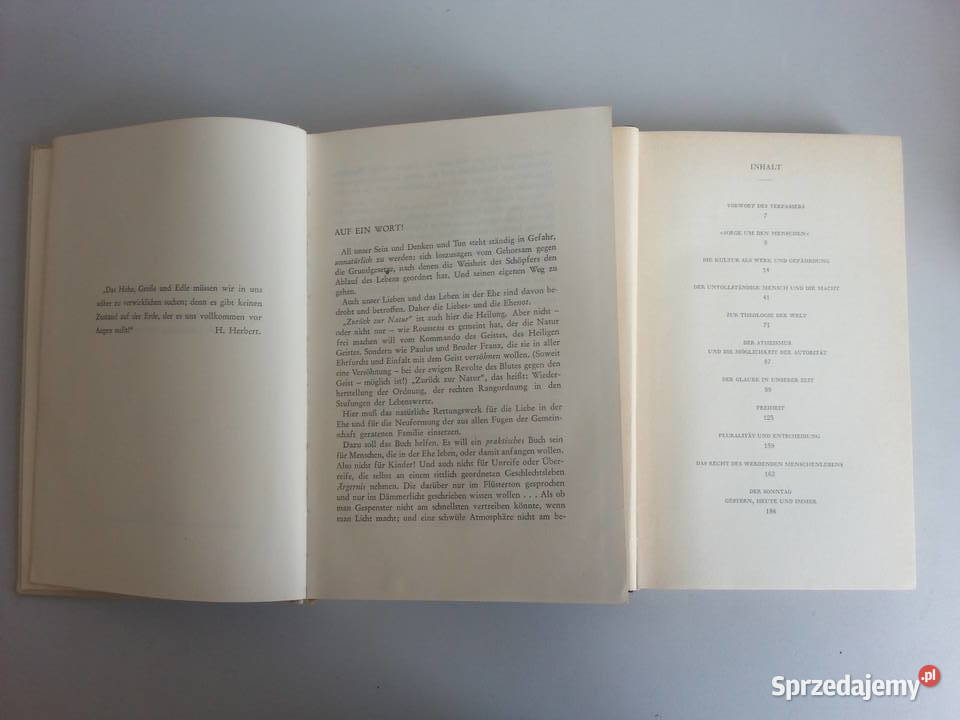 „Das Hohe, Große und Edle müssen wir in uns
selber zu verwirklichen suchen; denn es gibt keinen
Zustand auf der Erde, der es uns vollkommen vor
Augen stellt!" H. Herbert.
AUF EIN WORT!
All unser Sein und Denken und Tun steht ständig in Gefahr,
unnatürlich zu werden: sich loszusagen vom Gehorsam gegen
die Grundgesetze, nach denen die Weisheit des Schöpfers den
Ablauf des Lebens geordnet hat. Und seinen eigenen Weg zu
gehen.
Auch unser Lieben und das Leben in der Ehe sind davon be-
droht und betroffen. Daher die Liebes- und die Ehenot.
„Zurück zur Natur" ist auch hier die Heilung. Aber nicht –
oder nicht nur – wie Rousseau es gemeint hat, der die Natur
frei machen will vom Kommando des Geistes, des Heiligen
Geistes. Sondern wie Paulus und Bruder Franz, die sie in aller
Ehrfurcht und Einfalt mit dem Geist versöhnen wollen. (Soweit
eine Versöhnung – bei der ewigen Revolte des Blutes gegen den
Geist – möglich ist!) „Zurück zur Natur", das heißt: Wieder-
herstellung der Ordnung, der rechten Rangordnung in den
Stufungen der Lebenswerte.
Hier muß das natürliche Rettungswerk für die Liebe in der
Ehe und für die Neuformung der aus allen Fugen der Gemein-
schaft geratenen Familie einsetzen.
Dazu soll das Buch helfen. Es will ein praktisches Buch sein
für Menschen, die in der Ehe leben, oder damit anfangen wollen.
Also nicht für Kinder! Und auch nicht für Unreife oder Über-
reife, die selbst an einem sittlich geordneten Geschlechtsleben
Ärgernis nehmen. Die darüber nur im Flüsterton gesprochen
und nur im Dämmerlicht geschrieben wissen wollen . . . Als ob
man Gespenster nicht am schnellsten vertreiben könnte, wenn
man Licht macht; und eine schwüle Atmosphäre nicht am be-
INHALT
VORWORT DES VERFASSERS
7
»SORGE UM DEN MENSCHEN«
9
DIE KULTUR ALS WERK UND GEFÄHRDUNG
14
DER UNVOLLSTÄNDIGE MENSCH UND DIE MACHT
41
ZUR THEOLOGIE DER WELT
71
DER ATHEISMUS
UND DIE MÖGLICHKEIT DER AUTORITÄT
87
DER GLAUBE IN UNSERER ZEIT
99
FREIHEIT
125
PLURALITÄT UND ENTSCHEIDUNG
159
DAS RECHT DES WERDENDEN MENSCHENLEBENS
162
DER SONNTAG
GESTERN, HEUTE UND IMMER
186
Sprzedajemy.pl